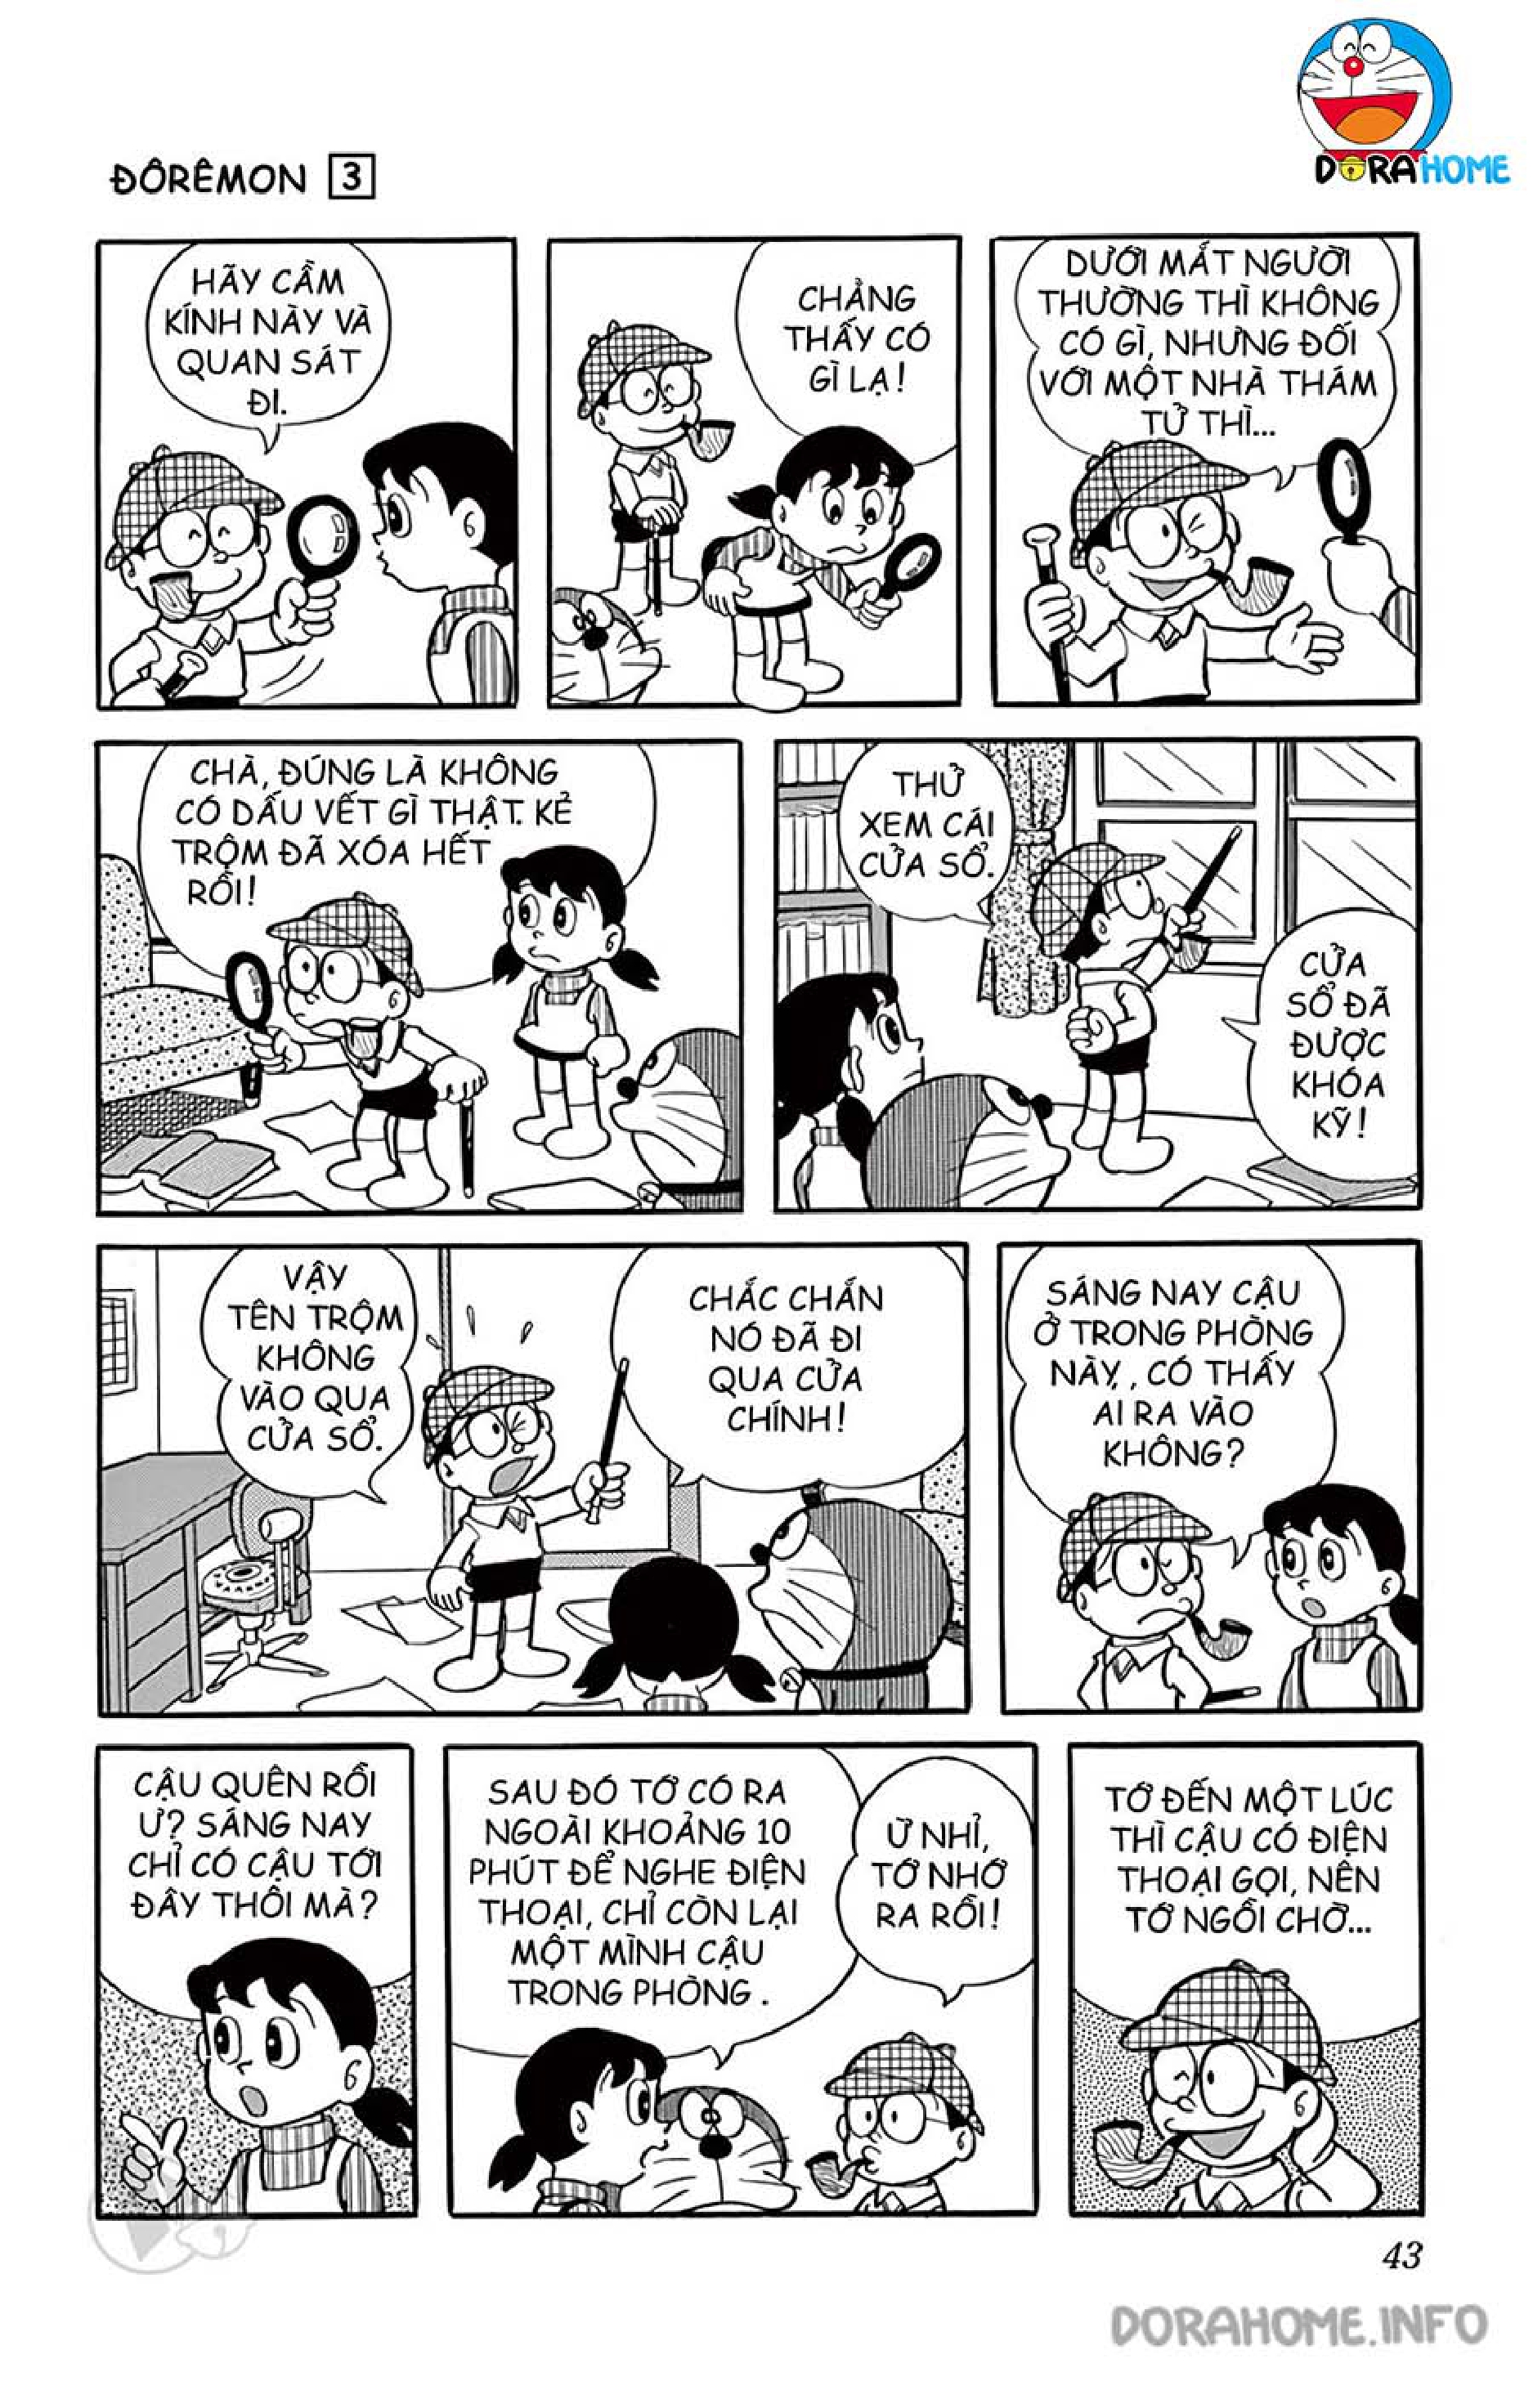 DORAHOME
ĐÔRÊMON 3
HÃY CẦM
KÍNH NÀY VÀ
QUAN SÁT
ĐI.
CHẲNG
THẤY CÓ
GÌ LẠ!
DƯỚI MẮT NGƯỜI
THƯỜNG THÌ KHÔNG
CÓ GÌ, NHƯNG ĐỐI
VỚI MỘT NHÀ THÁM
TỬ THÌ...
CHÀ, ĐÚNG LÀ KHÔNG
CÓ DẤU VẾT GÌ THẬT. KẺ
TRỘM ĐÃ XÓA HẾT
RỒI!
THỬ
XEM CÁI
CỬA SỔ.
CỬA
SỔ ĐÃ
ĐƯỢC
KHÓA
KỸ!
VẬY
TÊN TRỘM
KHÔNG
VÀO QUA
CỬA SỔ.
CHẮC CHẮN
NÓ ĐÃ ĐI
QUA CỬA
CHÍNH!
SÁNG NAY CẬU
Ở TRONG PHÒNG
NÀY, , CÓ THẤY
AI RA VÀO
KHÔNG?
CẬU QUÊN RỒI
Ư? SÁNG NAY
CHỈ CÓ CẬU TỚI
ĐÂY THÔI MÀ?
SAU ĐÓ TỚ CÓ RA
NGOÀI KHOẢNG 10
PHÚT ĐỂ NGHE ĐIỆN
THOẠI, CHỈ CÒN LẠI
MỘT MÌNH CẬU
TRONG PHÒNG .
Ừ NHỈ,
TỚ NHỚ
RA RỒI!
TỚ ĐẾN MỘT LÚC
THÌ CẬU CÓ ĐIỆN
THOẠI GỌI, NÊN
TỚ NGỒI CHỜ...
43
DORAHOME.INFO